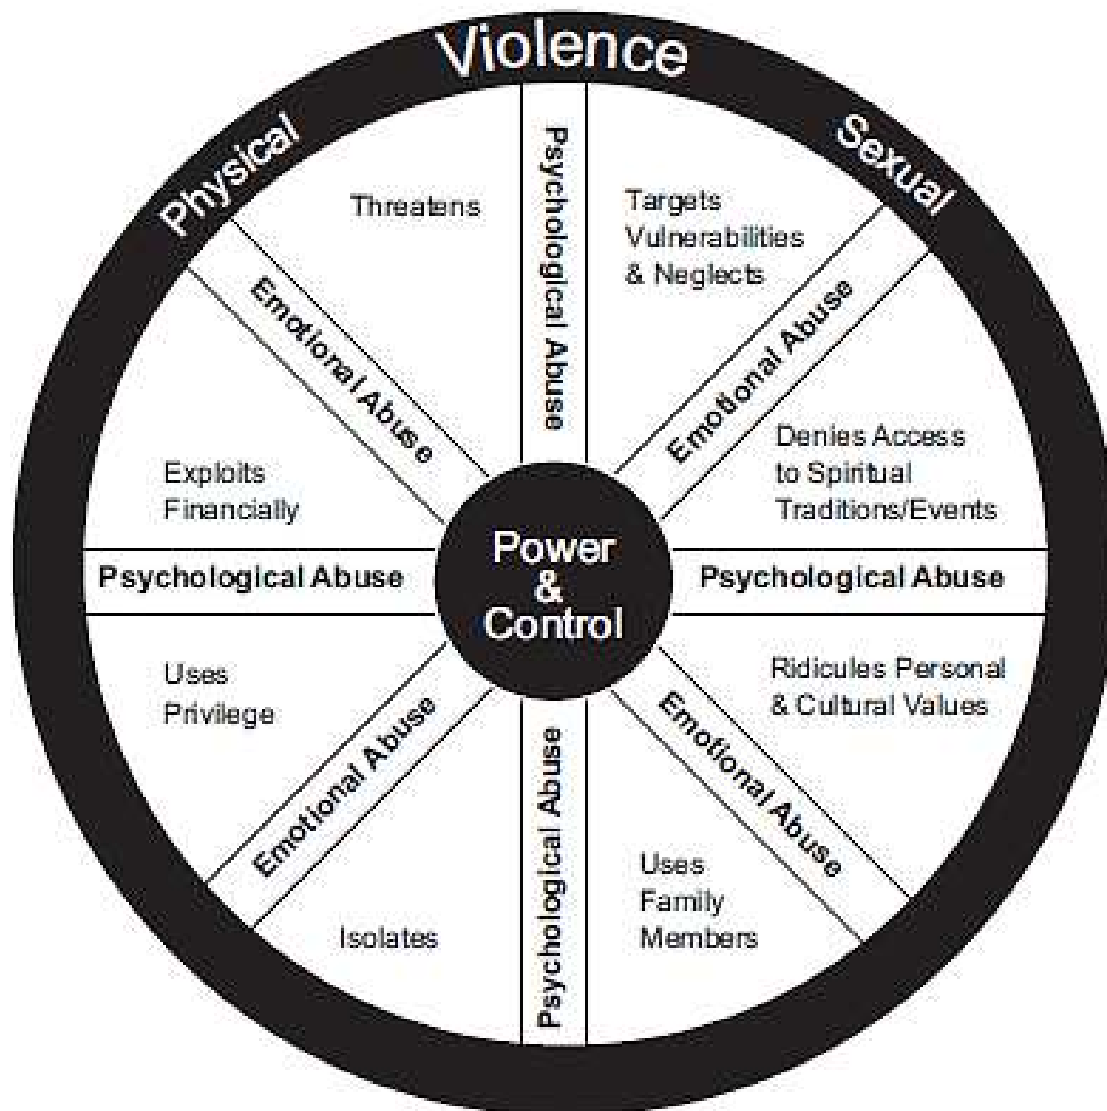 Violence
Physical
Sexual
Psychological Abuse
Threatens
Targets
Vulnerabilities
& Neglects
Emotional Abuse
Emotional Abuse
Exploits
Financially
Denies Access
to Spiritual
Traditions/Events
Psychological Abuse
Power
&
Control
Psychological Abuse
Uses
Privilege
Ridicules Personal
& Cultural Values
Emotional Abuse
Emotional Abuse
Psychological Abuse
Isolates
Uses
Family
Members